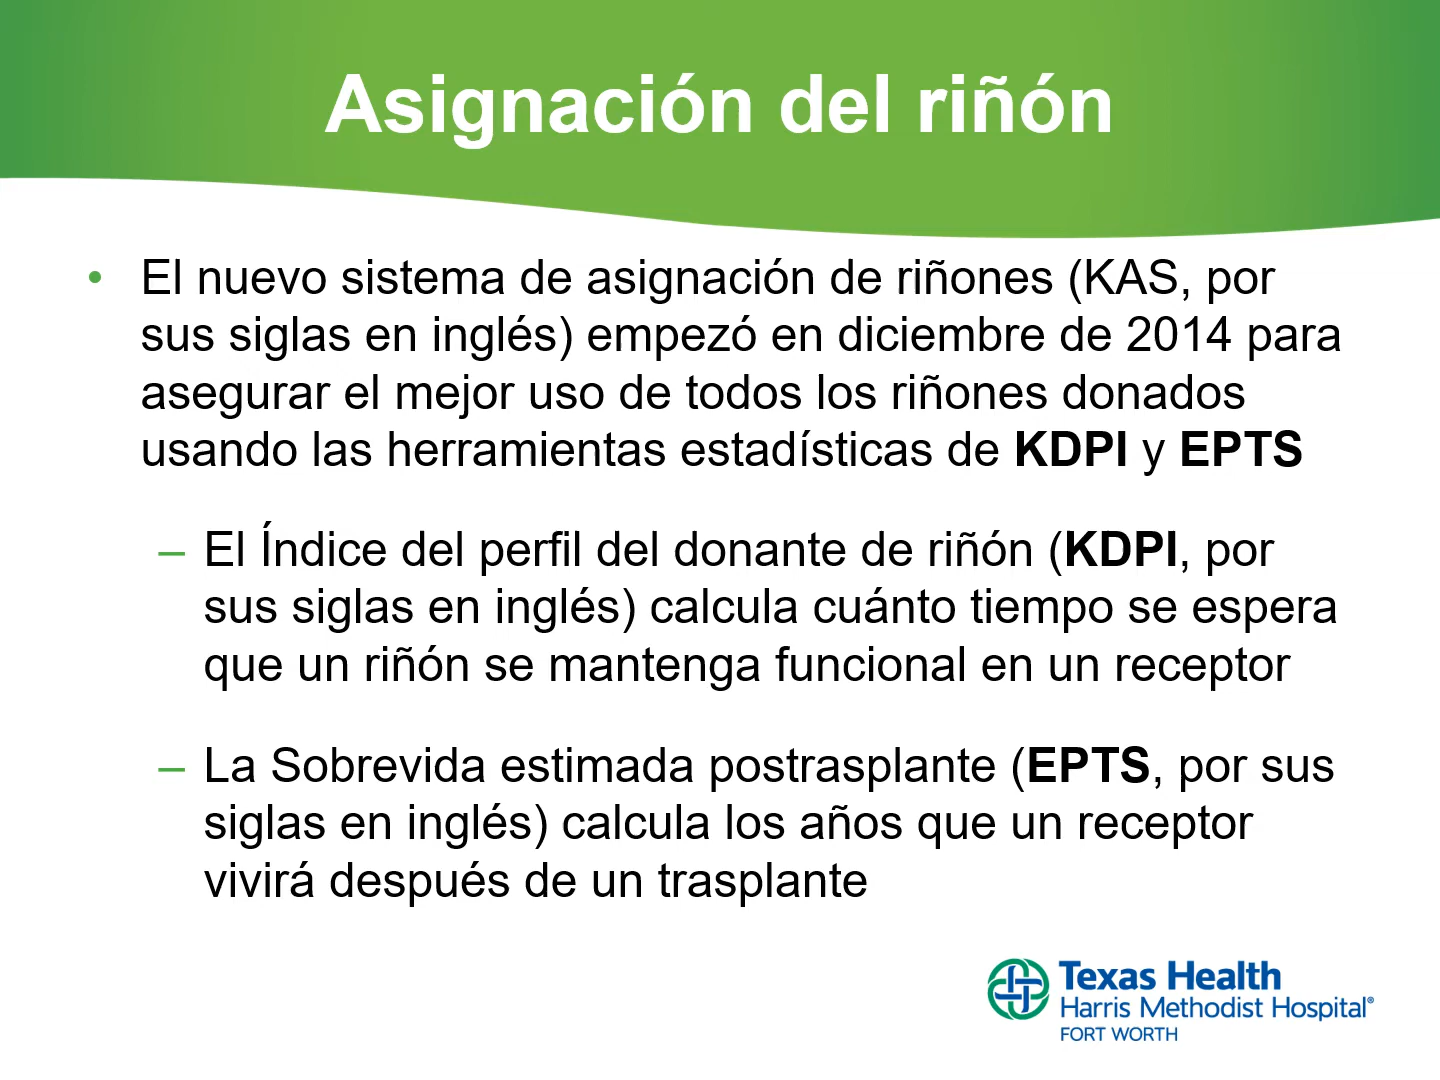 Asignación del riñón
• El nuevo sistema de asignación de riñones (KAS, por
sus siglas en inglés) empezó en diciembre de 2014 para
asegurar el mejor uso de todos los riñones donados
usando las herramientas estadísticas de KDPI y EPTS
– El Índice del perfil del donante de riñón (KDPI, por
sus siglas en inglés) calcula cuánto tiempo se espera
que un riñón se mantenga funcional en un receptor
– La Sobrevida estimada postrasplante (EPTS, por sus
siglas en inglés) calcula los años que un receptor
vivirá después de un trasplante
Texas Health
Harris Methodist Hospital®
FORT WORTH